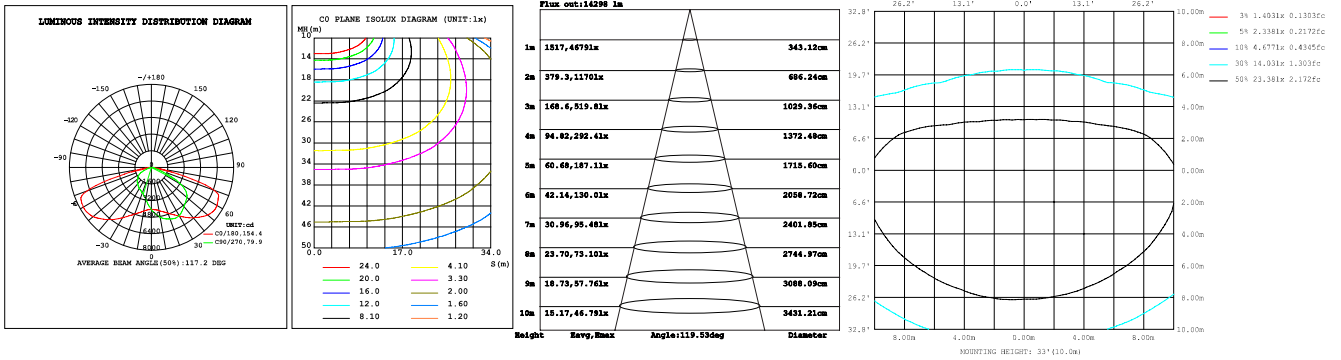 LUMINOUS INTENSITY DISTRIBUTION DIAGRAM
-/+180
-150
150
-120
120
-90
90
0
1600
3200
4800
6400
8000
60
-30
30
0
UNIT:cd
C0/180,154.4
C90/270,79.9
AVERAGE BEAM ANGLE(50%):117.2 DEG
C0 PLANE ISOLUX DIAGRAM (UNIT:lx)
MH(m)
10
14
18
22
26
30
34
38
42
46
50
0.0
17.0
34.0
S(m)
24.0
4.10
20.0
3.30
16.0
2.00
12.0
1.60
8.10
1.20
Flux out:14298 lm
1m 1517,4679lx 343.12cm
2m 379.3,1170lx 686.24cm
3m 168.6,519.8lx 1029.36cm
4m 94.82,292.4lx 1372.48cm
5m 60.68,187.1lx 1715.60cm
6m 42.14,130.0lx 2058.72cm
7m 30.96,95.48lx 2401.85cm
8m 23.70,73.10lx 2744.97cm
9m 18.73,57.76lx 3088.09cm
10m 15.17,46.79lx 3431.21cm
Height Eavg,Emax Angle:119.53deg Diameter
26.2' 13.1' 0.0' 13.1' 26.2'
32.8' 10.00m
26.2' 8.00m
19.7' 6.00m
13.1' 4.00m
6.6' 2.00m
0.0' 0.00m
6.6' 2.00m
13.1' 4.00m
19.7' 6.00m
26.2' 8.00m
32.8' 10.00m
8.00m 4.00m 0.00m 4.00m 8.00m
MOUNTING HEIGHT: 33'(10.0m)
3% 1.403lx 0.1303fc
5% 2.338lx 0.2172fc
10% 4.677lx 0.4345fc
30% 14.03lx 1.303fc
50% 23.38lx 2.172fc